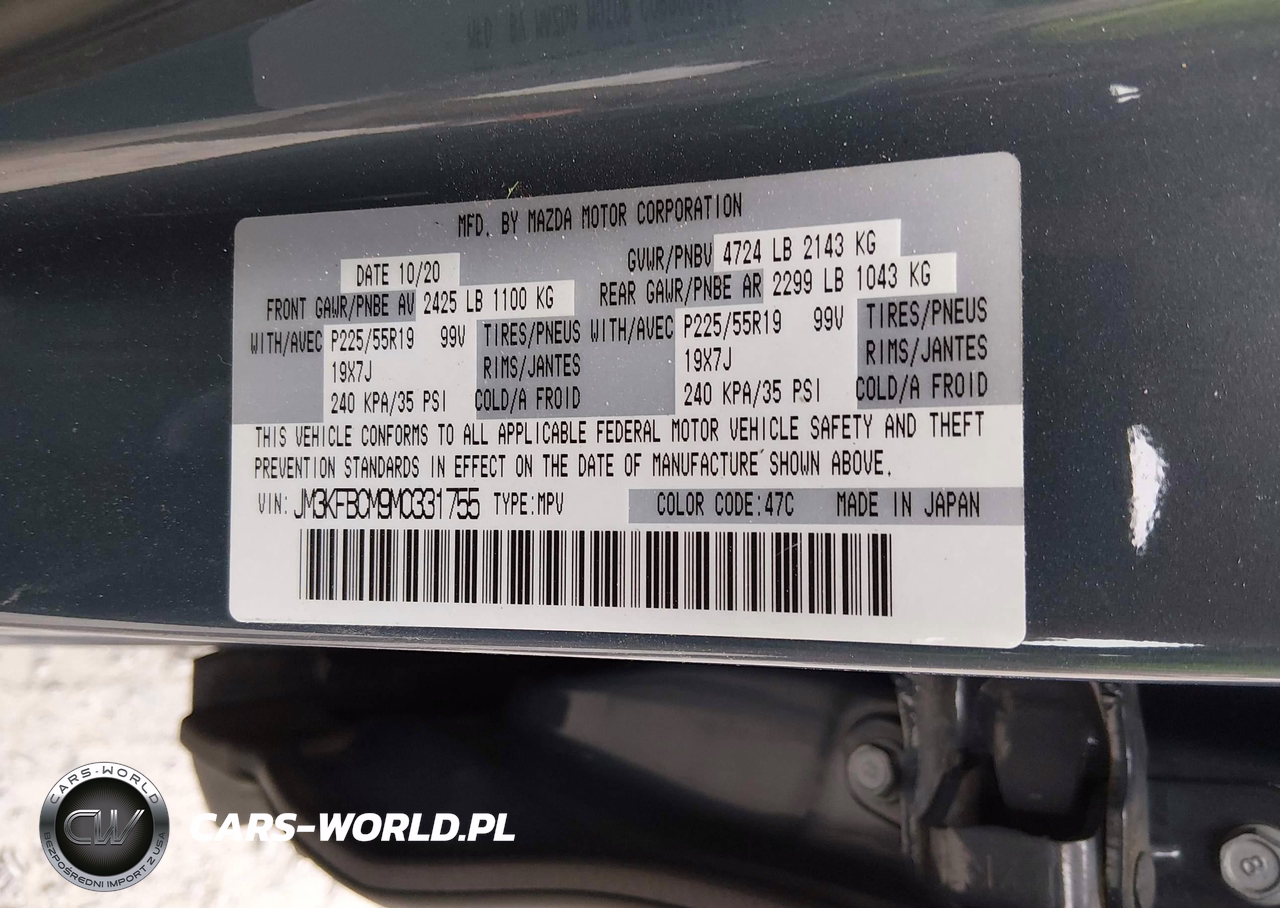 MFD. BY MAZDA MOTOR CORPORATION
DATE 10/20 GVWR/PNBV 4724 LB 2143 KG
FRONT GAWR/PNBE AV 2425 LB 1100 KG REAR GAWR/PNBE AR 2299 LB 1043 KG
WITH/AVEC P225/55R19 99V TIRES/PNEUS WITH/AVEC P225/55R19 99V TIRES/PNEUS
19X7J RIMS/JANTES 19X7J RIMS/JANTES
240 KPA/35 PSI COLD/A FROID 240 KPA/35 PSI COLD/A FROID
THIS VEHICLE CONFORMS TO ALL APPLICABLE FEDERAL MOTOR VEHICLE SAFETY AND THEFT
PREVENTION STANDARDS IN EFFECT ON THE DATE OF MANUFACTURE SHOWN ABOVE.
VIN: JM3KFBCM9M0331755 TYPE:MPV COLOR CODE:47C MADE IN JAPAN
CARS-WORLD
CW
BEZPOŚREDNI IMPORT Z USA
CARS-WORLD.PL